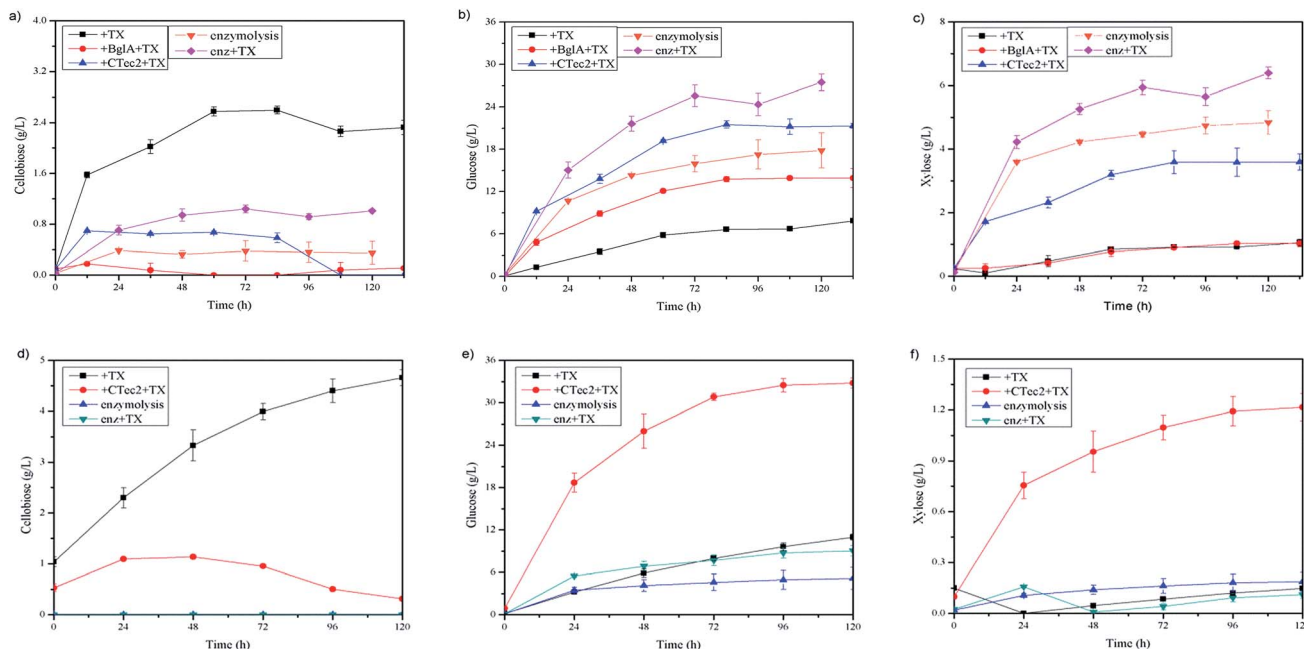 a)
4.0
3.2
2.4
1.6
0.8
0.0
Cellobiose (g/L)
+TX
+BglA+TX
+CTec2+TX
enzymolysis
enz+TX
0 24 48 72 96 120
Time (h)
b)
36
30
24
18
12
6
0
Glucose (g/L)
+TX
+BglA+TX
+CTec2+TX
enzymolysis
enz+TX
0 24 48 72 96 120
Time (h)
c)
8
6
4
2
0
Xylose (g/L)
+TX
+BglA+TX
+CTec2+TX
enzymolysis
enz+TX
0 24 48 72 96 120
Time (h)
d)
5
4
3
2
1
0
Cellobiose (g/L)
+TX
+CTec2+TX
enzymolysis
enz+TX
0 24 48 72 96 120
Time (h)
e)
36
30
24
18
12
6
0
Glucose (g/L)
+TX
+CTec2+TX
enzymolysis
enz+TX
0 24 48 72 96 120
Time (h)
f)
1.5
1.2
0.9
0.6
0.3
0.0
Xylose (g/L)
+TX
+CTec2+TX
enzymolysis
enz+TX
0 24 48 72 96 120
Time (h)